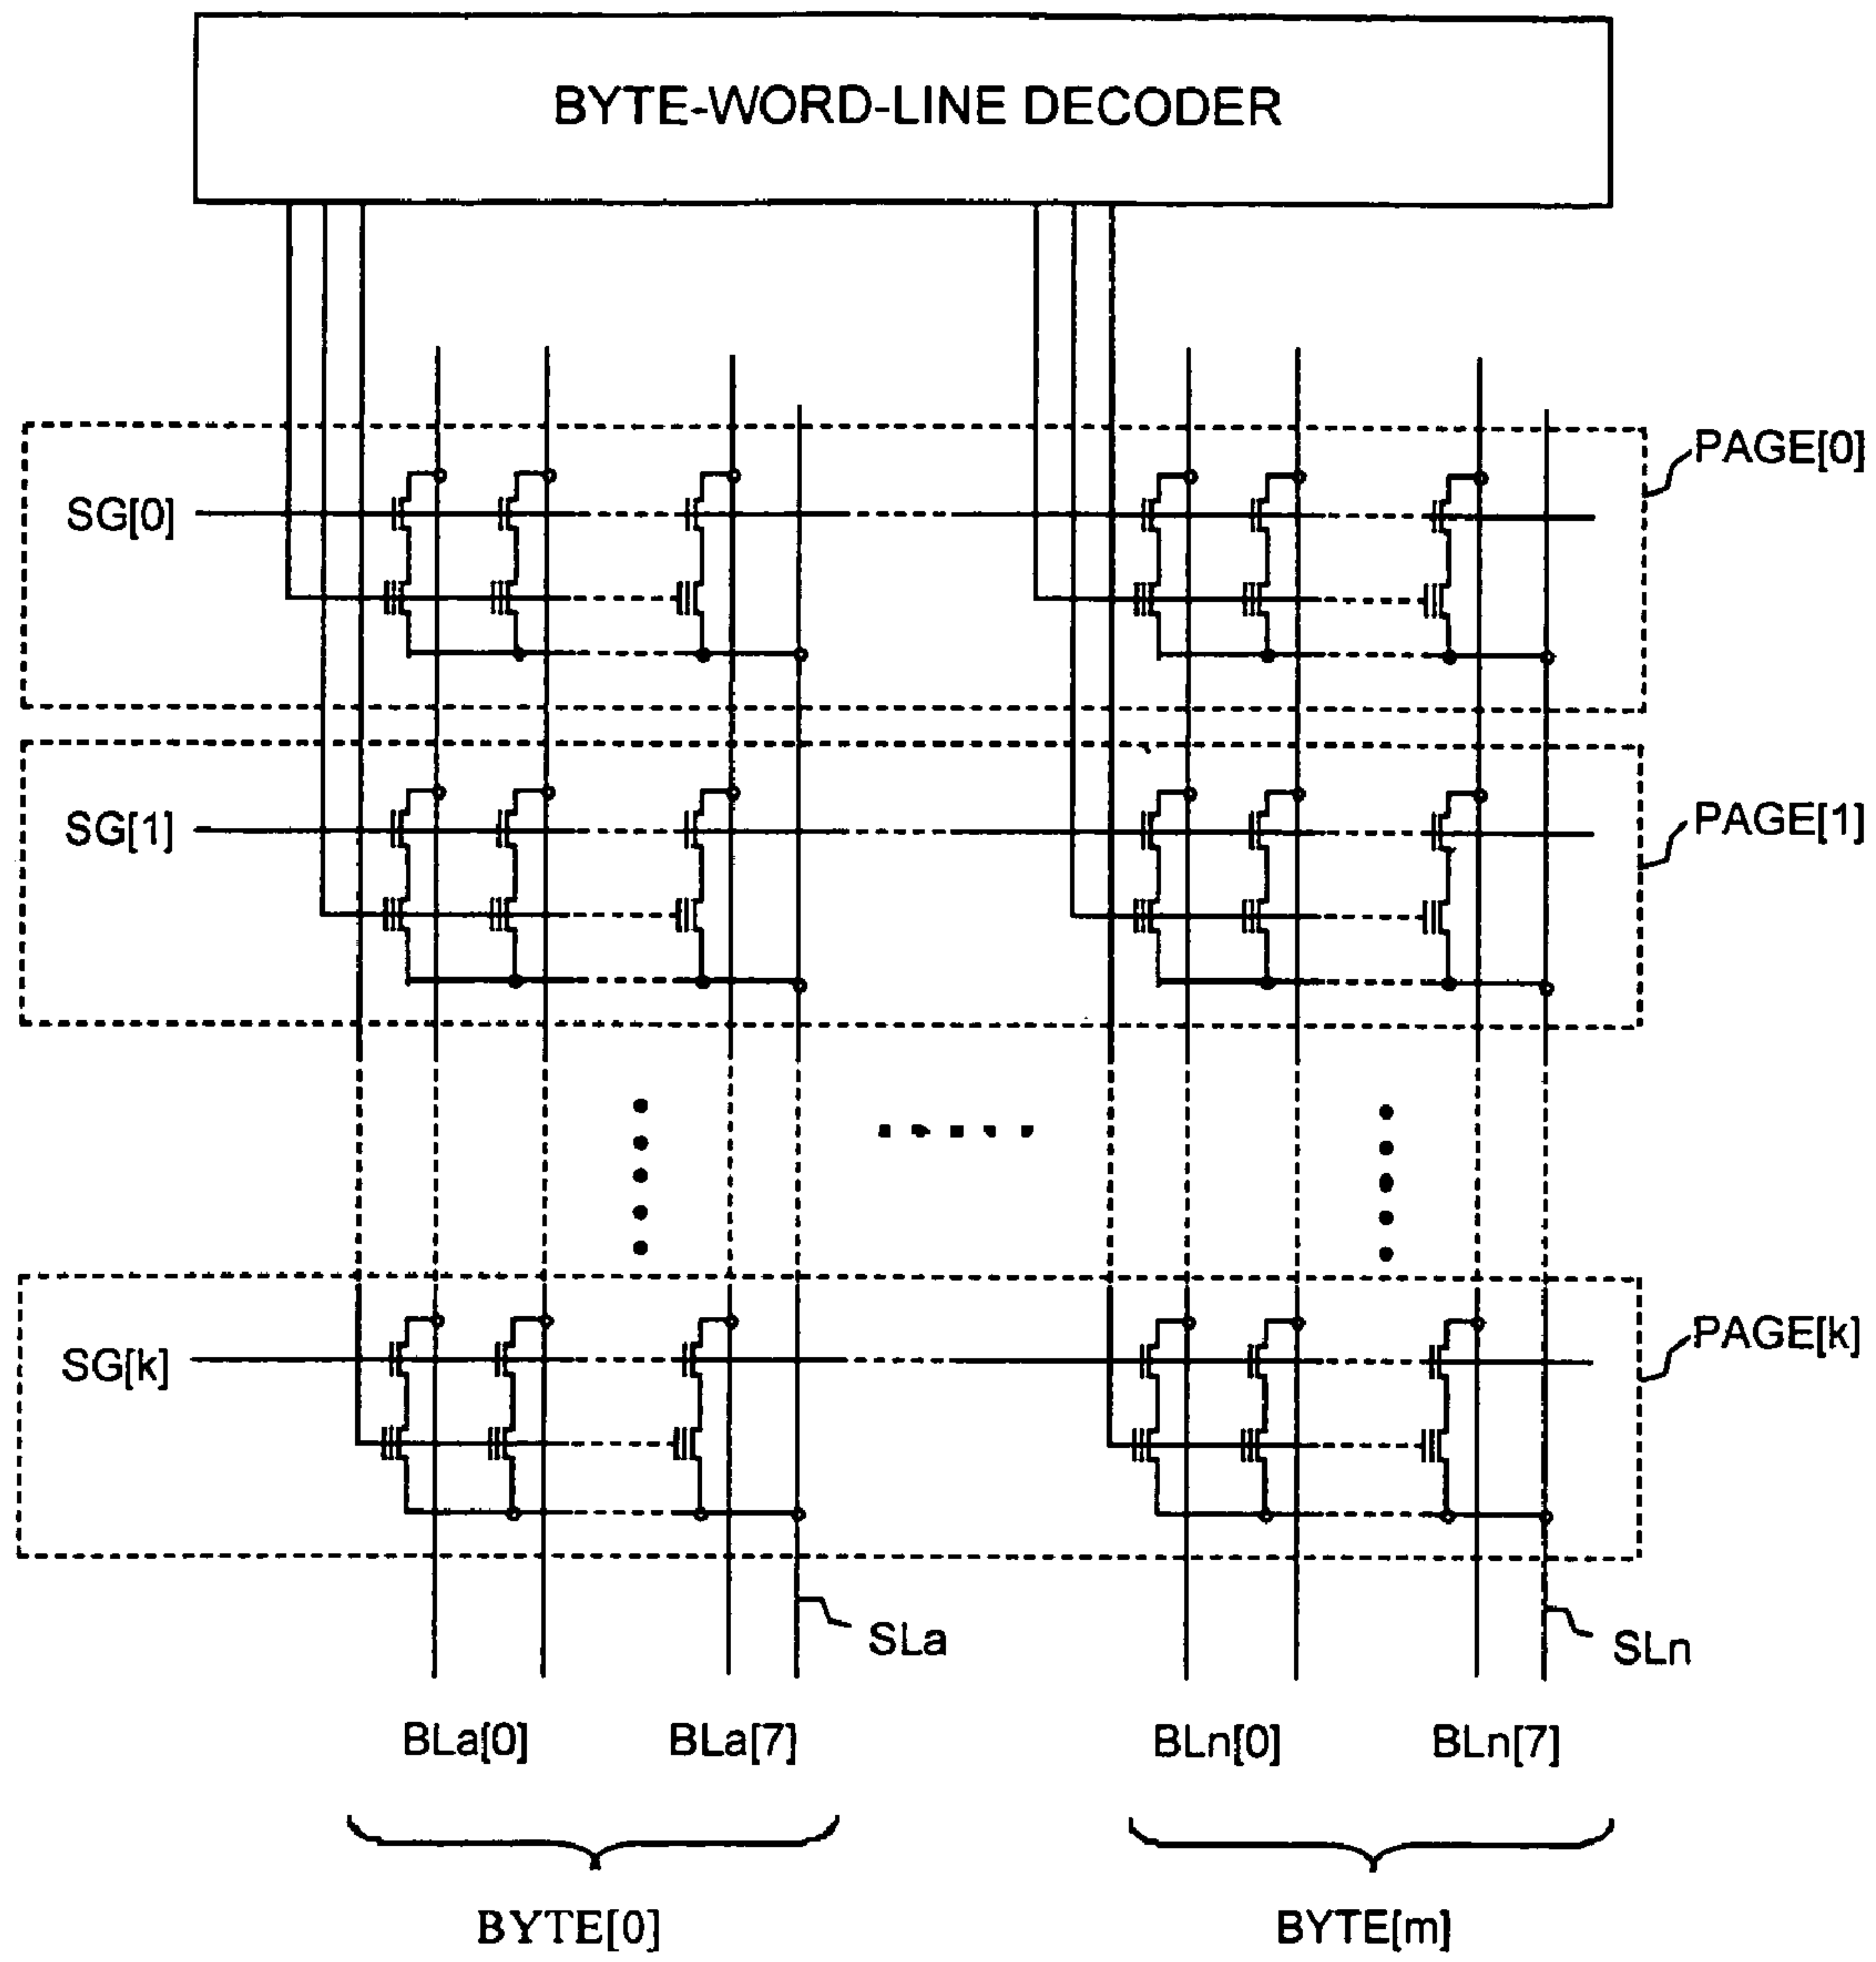 BYTE-WORD-LINE DECODER
PAGE[0]
SG[0]
PAGE[1]
SG[1]
PAGE[k]
SG[k]
SLa
SLn
BLa[0]
BLa[7]
BLn[0]
BLn[7]
BYTE[0]
BYTE[m]